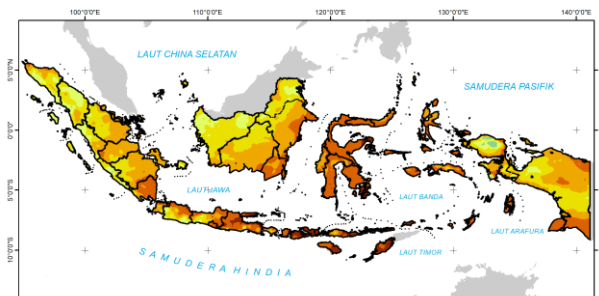 100°0'0"E 110°0'0"E 120°0'0"E 130°0'0"E 140°0'0"E
LAUT CHINA SELATAN
5°0'0"N
SAMUDERA PASIFIK
0°0'0"
LAUT JAWA
LAUT BANDA
5°0'0"S
LAUT ARAFURA
SAMUDERA HINDIA
LAUT TIMOR
10°0'0"S